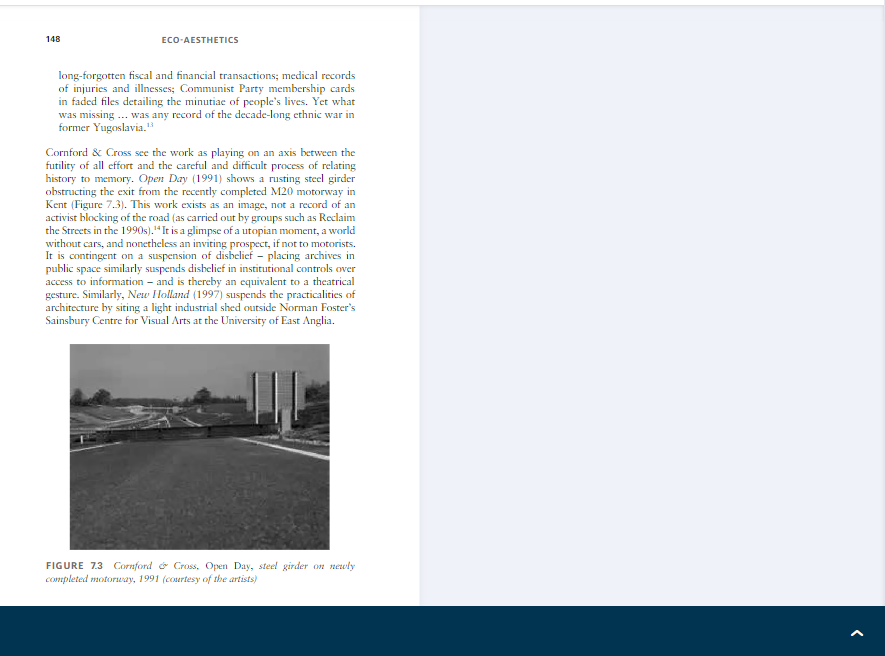 148
ECO-AESTHETICS
long-forgotten fiscal and financial transactions; medical records
of injuries and illnesses; Communist Party membership cards
in faded files detailing the minutiae of people's lives. Yet what
was missing ... was any record of the decade-long ethnic war in
former Yugoslavia.¹³
Cornford & Cross see the work as playing on an axis between the
futility of all effort and the careful and difficult process of relating
history to memory. Open Day (1991) shows a rusting steel girder
obstructing the exit from the recently completed M20 motorway in
Kent (Figure 7.3). This work exists as an image, not a record of an
activist blocking of the road (as carried out by groups such as Reclaim
the Streets in the 1990s).¹⁴ It is a glimpse of a utopian moment, a world
without cars, and nonetheless an inviting prospect, if not to motorists.
It is contingent on a suspension of disbelief – placing archives in
public space similarly suspends disbelief in institutional controls over
access to information – and is thereby an equivalent to a theatrical
gesture. Similarly, New Holland (1997) suspends the practicalities of
architecture by siting a light industrial shed outside Norman Foster's
Sainsbury Centre for Visual Arts at the University of East Anglia.
FIGURE 7.3 Cornford & Cross, Open Day, steel girder on newly
completed motorway, 1991 (courtesy of the artists)